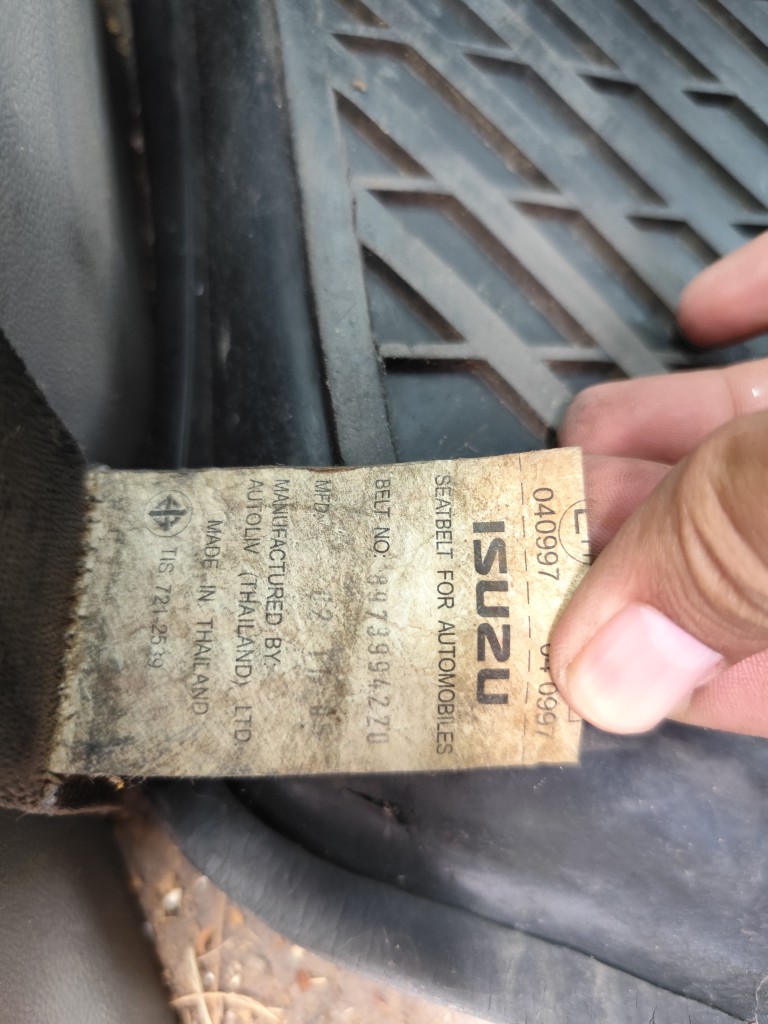 040997 040997
ISUZU
SEATBELT FOR AUTOMOBILES
BELT NO. 8973994270
MFD.
MANUFACTURED BY:
AUTOLIV (THAILAND) LTD.
MADE IN THAILAND
TIS 721-2539